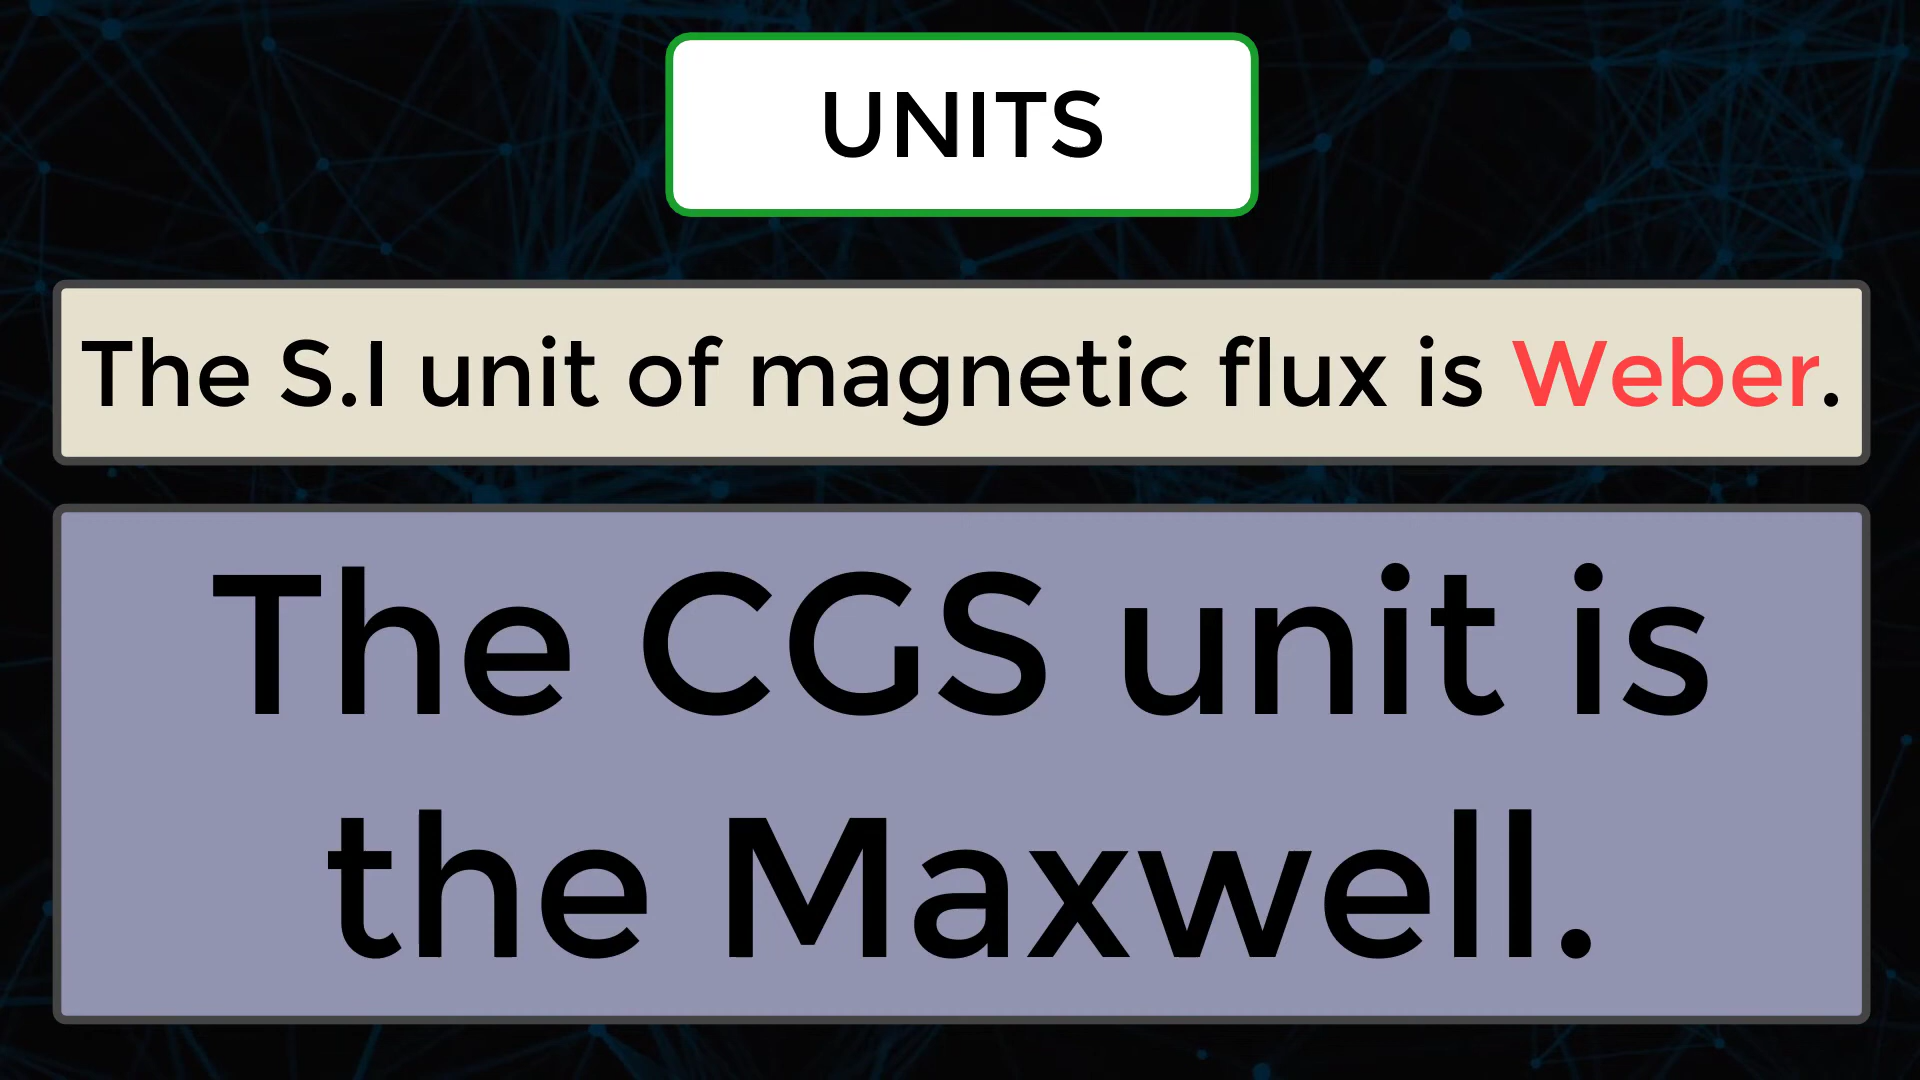 UNITS
The S.I unit of magnetic flux is Weber.
The CGS unit is
the Maxwell.